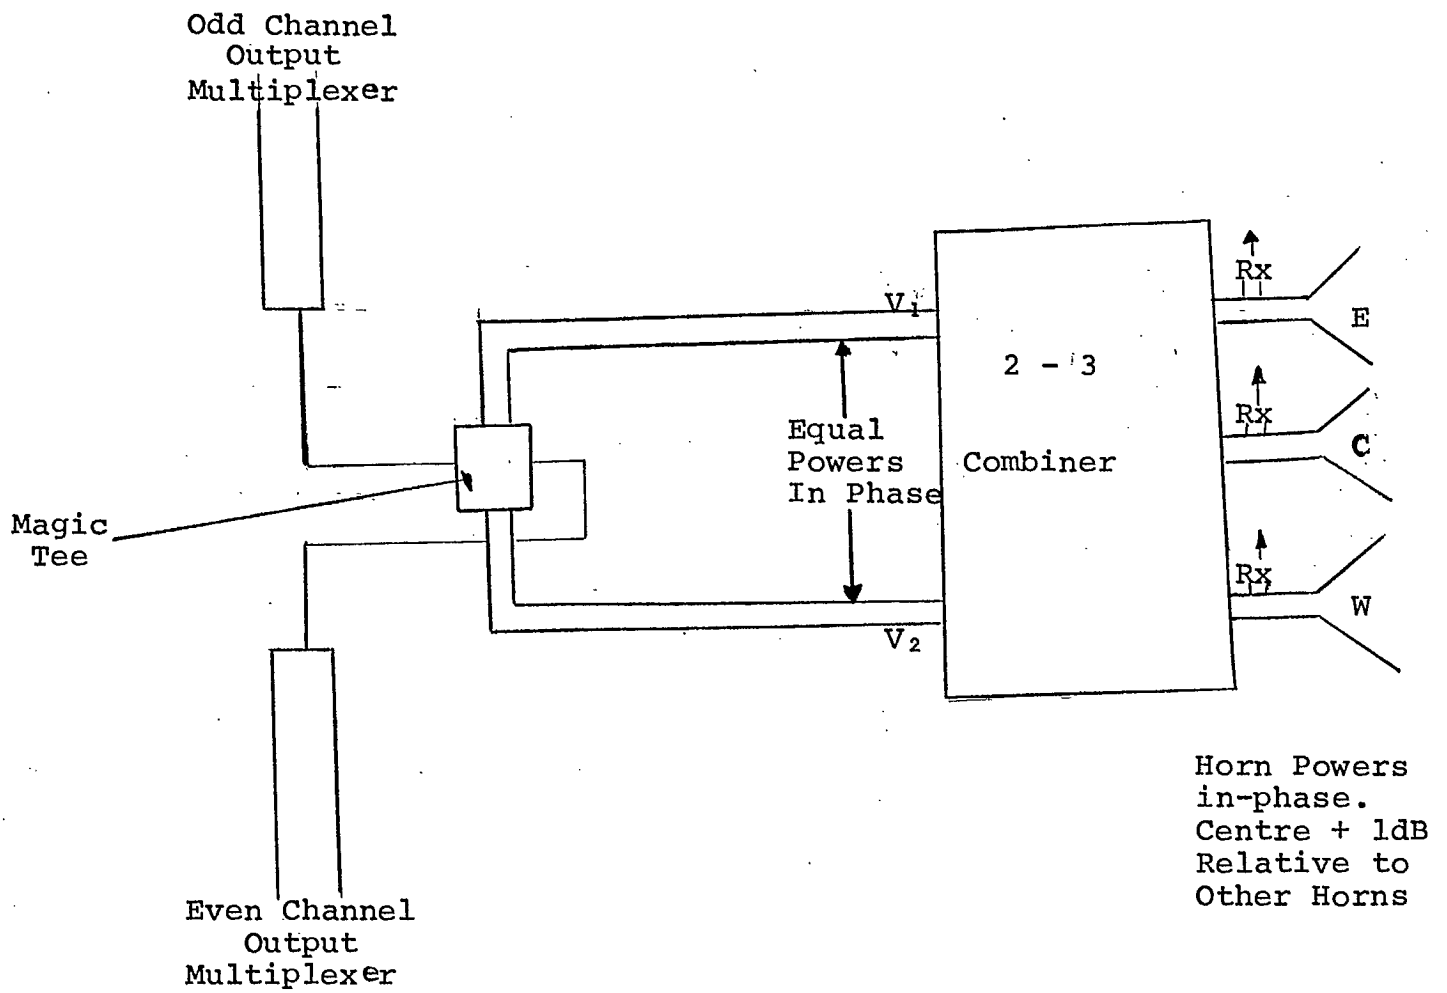 Odd Channel
Output
Multiplexer
V₁
Rx
E
2 - 3
Rx
Equal
Powers
In Phase
Combiner
C
Magic
Tee
Rx
W
V₂
Horn Powers
in-phase.
Centre + 1dB
Relative to
Other Horns
Even Channel
Output
Multiplexer